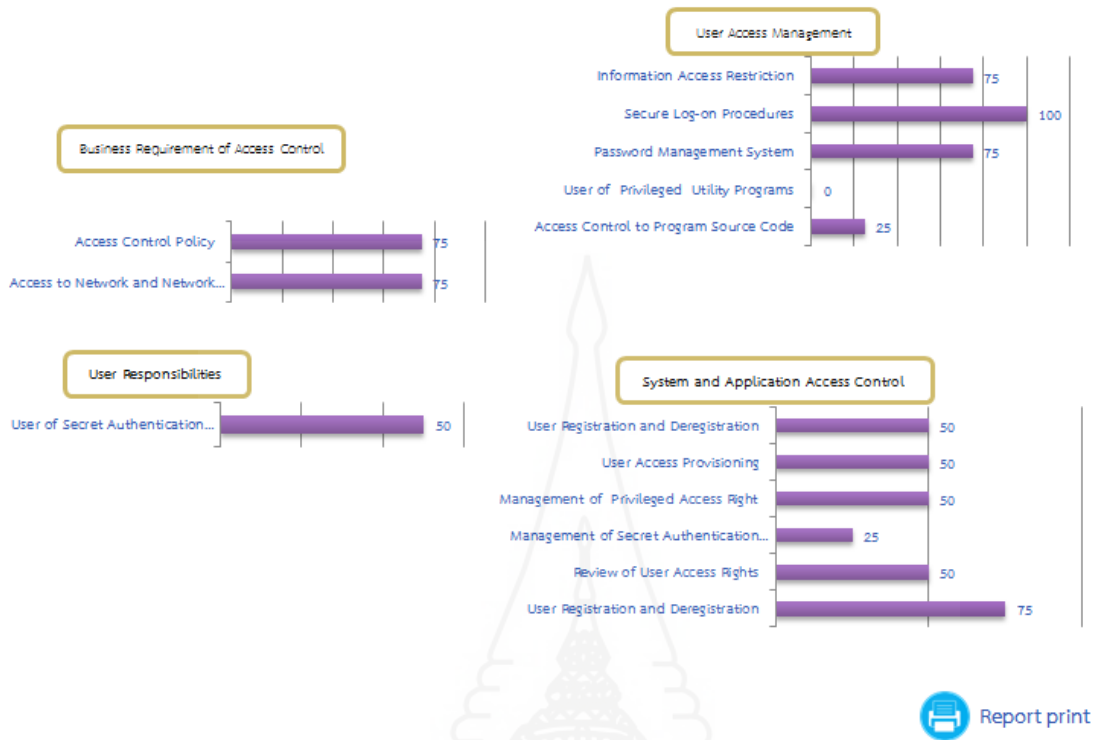 User Access Management
Information Access Restriction 75
Secure Log-on Procedures 100
Password Management System 75
User of Privileged Utility Programs 0
Access Control to Program Source Code 25
Business Requirement of Access Control
Access Control Policy 75
Access to Network and Network... 75
User Responsibilities
User of Secret Authentication... 50
System and Application Access Control
User Registration and Deregistration 50
User Access Provisioning 50
Management of Privileged Access Right 50
Management of Secret Authentication... 25
Review of User Access Rights 50
User Registration and Deregistration 75
Report print